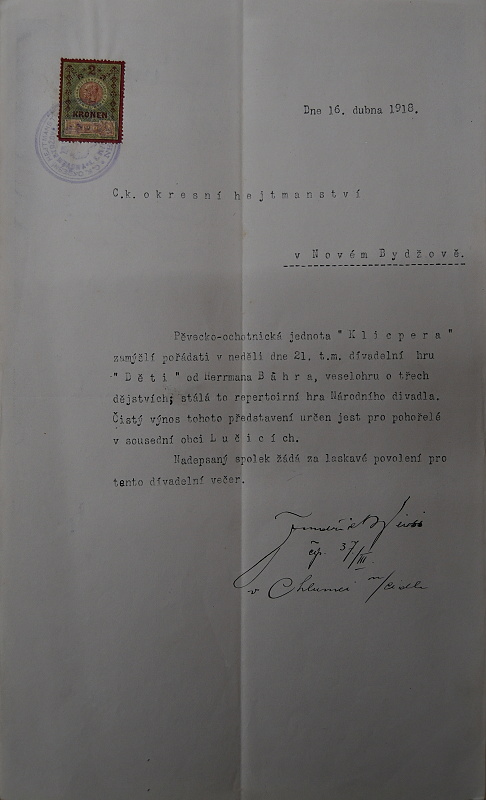 2
KRONEN
Dne 16. dubna 1918.
C.k. okresní hejtmanství
v Novém Bydžově.
Pěvecko-ochotnická jednota " Klicpera "
zamýšlí pořádati v neděli dne 21. t.m. divadelní hru
" Děti " od Herrmana Báhra, veselohru o třech
dějstvích; stálá to repertoirní hra Národního divadla.
Čistý výnos tohoto představení určen jest pro pohořelé
v sousední obci Lučicích.
Nadepsaný spolek žádá za laskavé povolení pro
tento divadelní večer.
čp. 37/III.
v Chlumci n/Cidl.